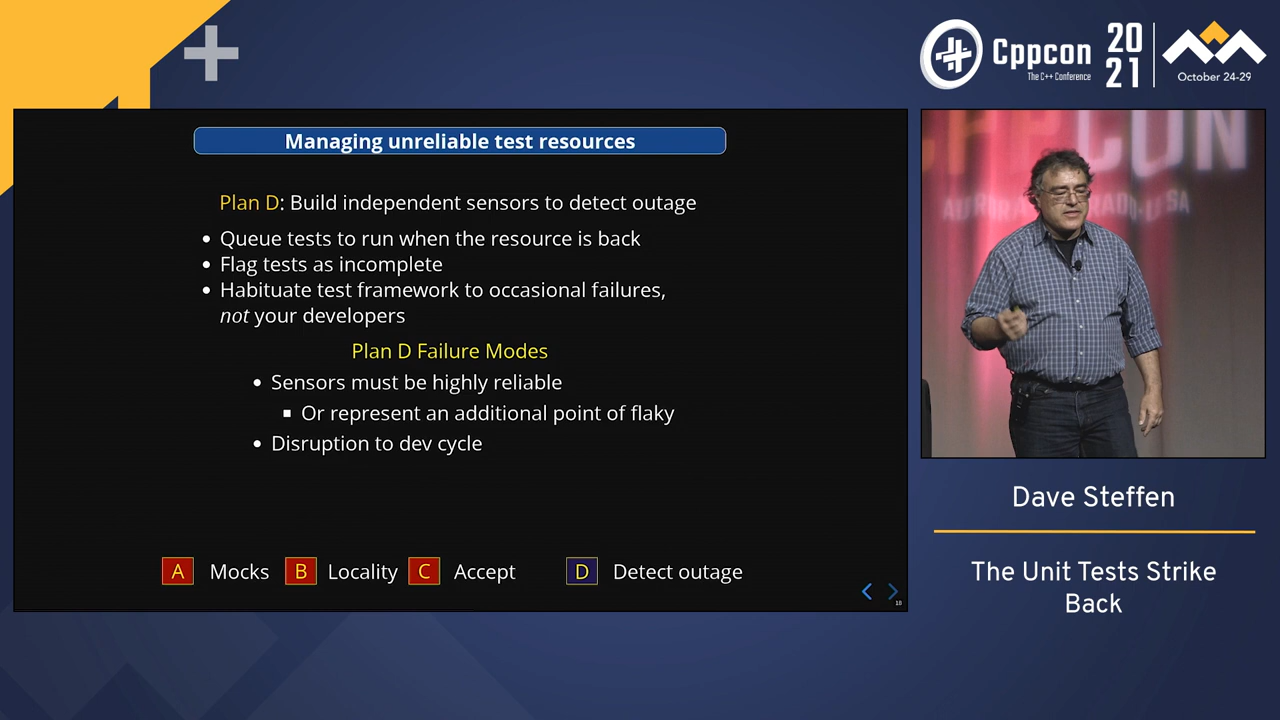 Cppcon
The C++ Conference
20
21
October 24-29
Managing unreliable test resources
Plan D: Build independent sensors to detect outage
• Queue tests to run when the resource is back
• Flag tests as incomplete
• Habituate test framework to occasional failures,
not your developers
Plan D Failure Modes
• Sensors must be highly reliable
▪ Or represent an additional point of flaky
• Disruption to dev cycle
A Mocks B Locality C Accept D Detect outage
18
CON
Dave Steffen
The Unit Tests Strike
Back